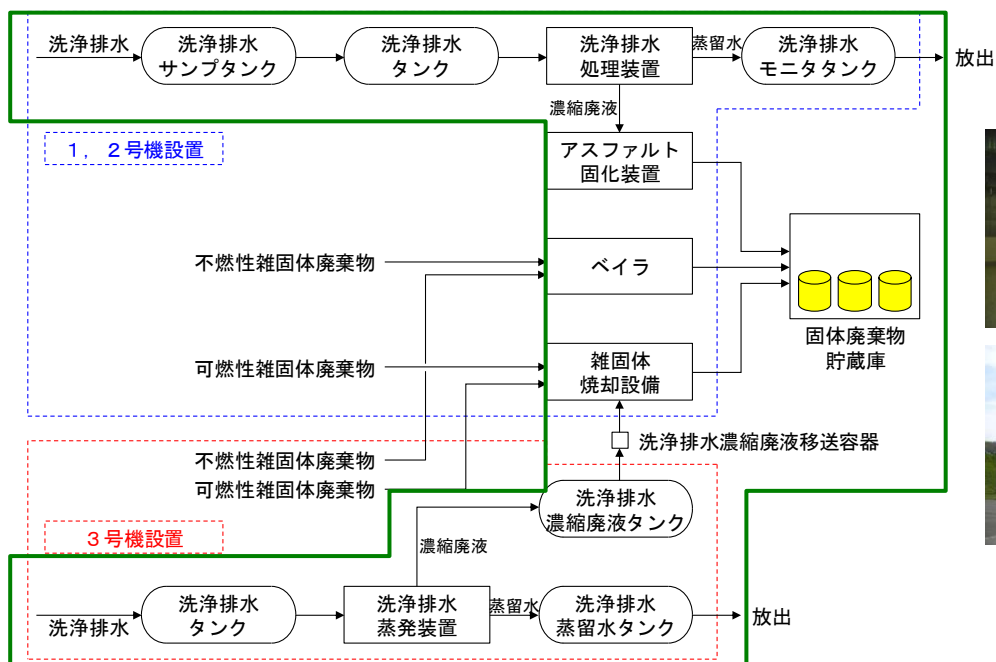 洗浄排水
洗浄排水
サンプタンク
洗浄排水
タンク
洗浄排水
処理装置
蒸留水
洗浄排水
モニタタンク
放出
濃縮廃液
1，2号機設置
アスファルト
固化装置
不燃性雑固体廃棄物
ベイラ
固体廃棄物
貯蔵庫
可燃性雑固体廃棄物
雑固体
焼却設備
洗浄排水濃縮廃液移送容器
不燃性雑固体廃棄物
可燃性雑固体廃棄物
洗浄排水
濃縮廃液タンク
3号機設置
濃縮廃液
洗浄排水
洗浄排水
タンク
洗浄排水
蒸発装置
蒸留水
洗浄排水
蒸留水タンク
放出